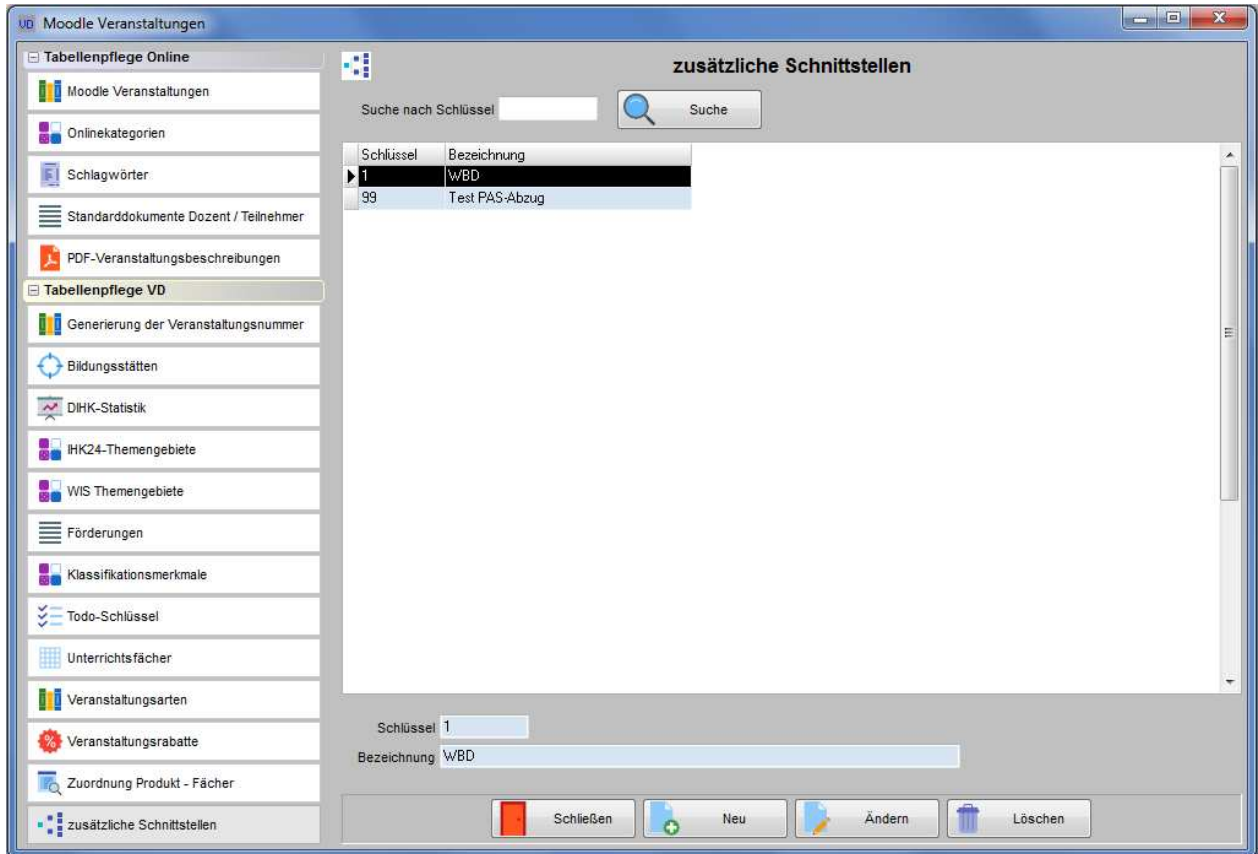 VD Moodle Veranstaltungen
Tabellenpflege Online
Moodle Veranstaltungen
Onlinekategorien
Schlagwörter
Standarddokumente Dozent / Teilnehmer
PDF-Veranstaltungsbeschreibungen
Tabellenpflege VD
Generierung der Veranstaltungsnummer
Bildungsstätten
DIHK-Statistik
IHK24-Themengebiete
WIS Themengebiete
Förderungen
Klassifikationsmerkmale
Todo-Schlüssel
Unterrichtsfächer
Veranstaltungsarten
Veranstaltungsrabatte
Zuordnung Produkt - Fächer
zusätzliche Schnittstellen
zusätzliche Schnittstellen
Suche nach Schlüssel Suche
Schlüssel Bezeichnung
1 WBD
99 Test PAS-Abzug
Schlüssel 1
Bezeichnung WBD
Schließen Neu Ändern Löschen